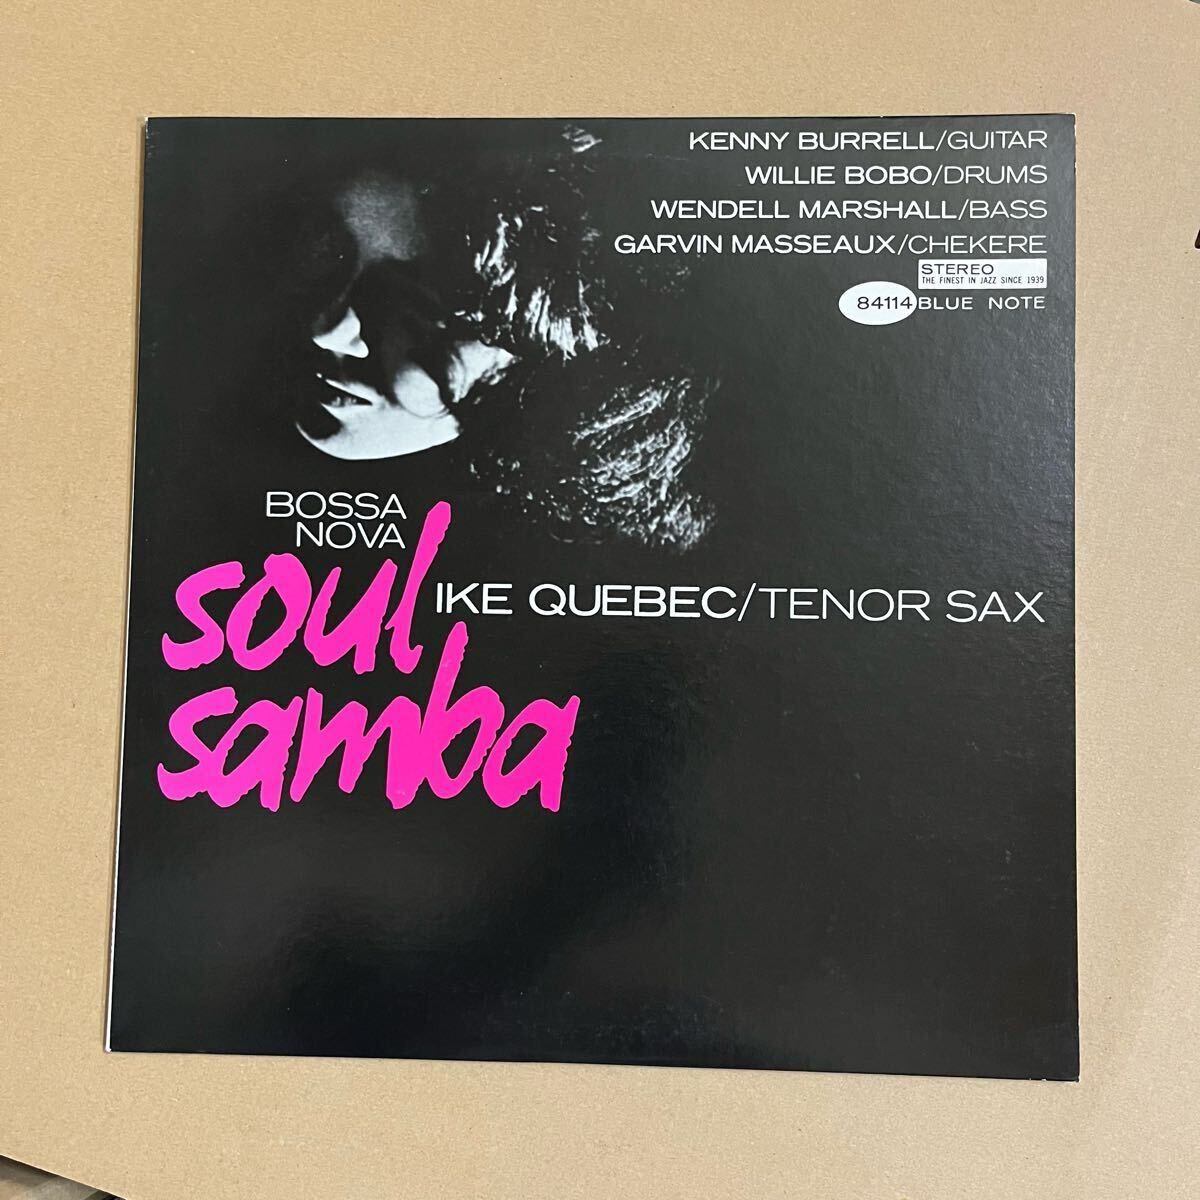 KENNY BURRELL/GUITAR
WILLIE BOBO/DRUMS
WENDELL MARSHALL/BASS
GARVIN MASSEAUX/CHEKERE
STEREO
THE FINEST IN JAZZ SINCE 1939
84114 BLUE NOTE
BOSSA
NOVA
soul
IKE QUEBEC/TENOR SAX
samba